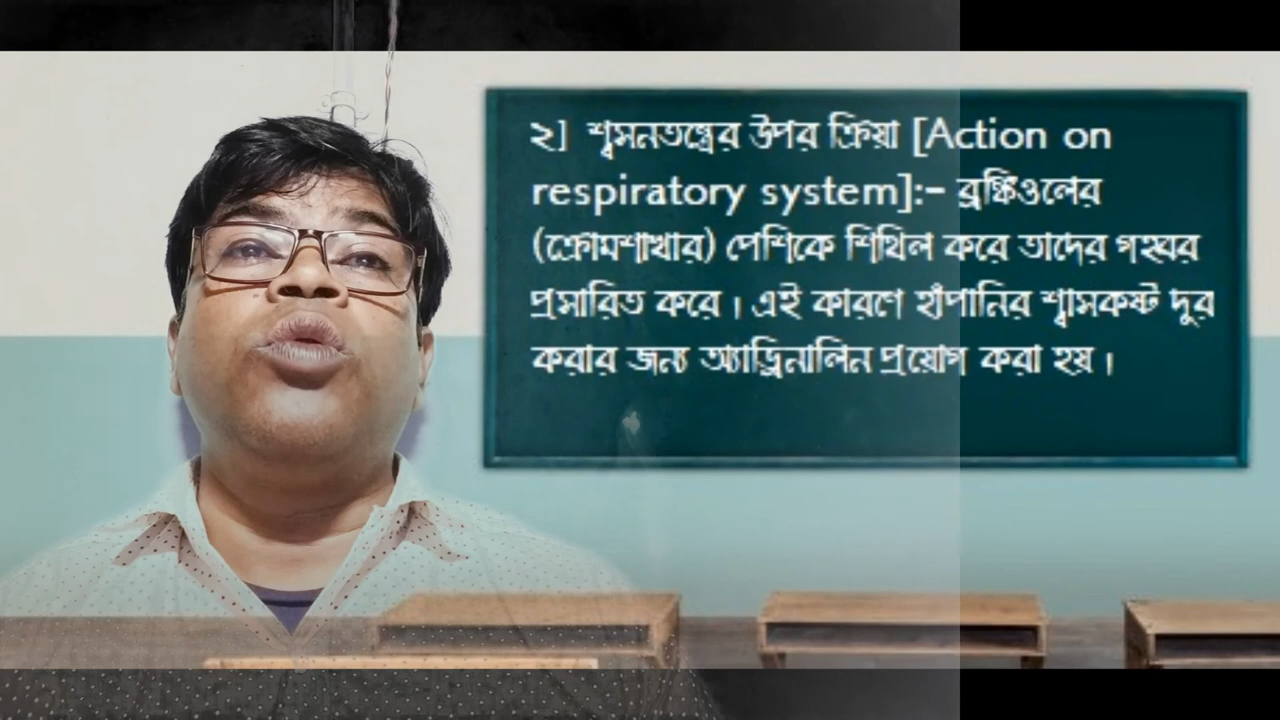 ২] শ্বসনতন্ত্রের উপর ক্রিয়া [Action on
respiratory system]:- ব্রঙ্কিওলের
(ক্লোমশাখার) পেশিকে শিথিল করে তাদের গহ্বর
প্রসারিত করে। এই কারণে হাঁপানির শ্বাসকষ্ট দুর
করার জন্য অ্যাড্রিনালিন প্রয়োগ করা হয়।